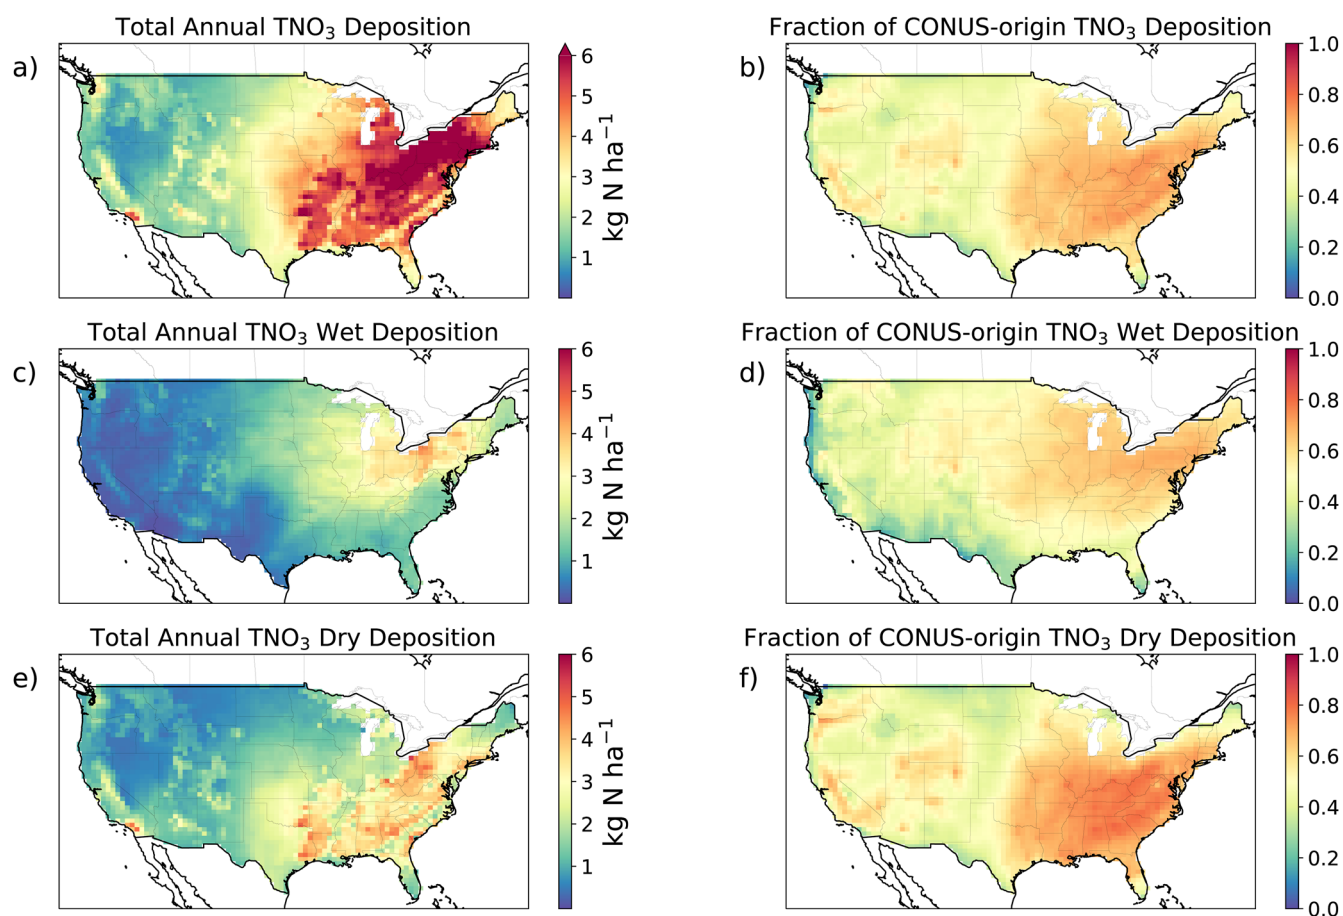 Total Annual TNO₃ Deposition
a)
6
5
4
3
2
1
kg N ha⁻¹
Fraction of CONUS-origin TNO₃ Deposition
b)
1.0
0.8
0.6
0.4
0.2
0.0
Total Annual TNO₃ Wet Deposition
c)
6
5
4
3
2
1
kg N ha⁻¹
Fraction of CONUS-origin TNO₃ Wet Deposition
d)
1.0
0.8
0.6
0.4
0.2
0.0
Total Annual TNO₃ Dry Deposition
e)
6
5
4
3
2
1
kg N ha⁻¹
Fraction of CONUS-origin TNO₃ Dry Deposition
f)
1.0
0.8
0.6
0.4
0.2
0.0